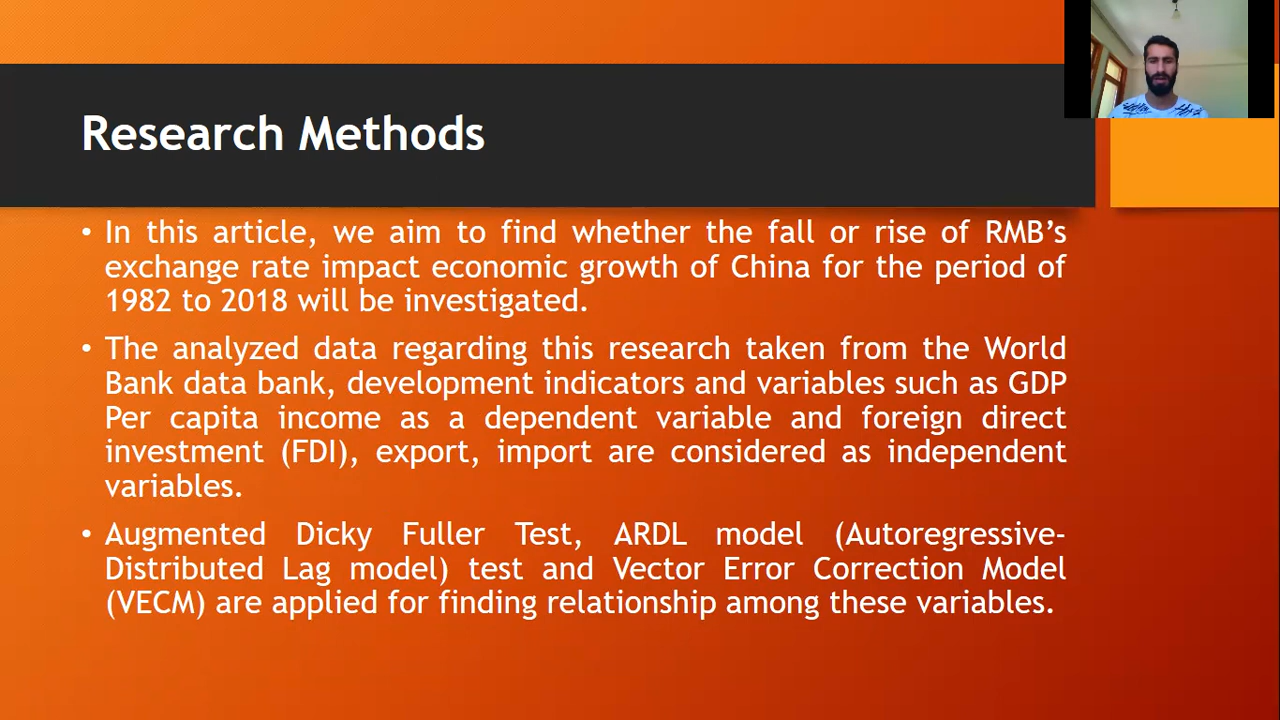 Research Methods
• In this article, we aim to find whether the fall or rise of RMB's
exchange rate impact economic growth of China for the period of
1982 to 2018 will be investigated.
• The analyzed data regarding this research taken from the World
Bank data bank, development indicators and variables such as GDP
Per capita income as a dependent variable and foreign direct
investment (FDI), export, import are considered as independent
variables.
• Augmented Dicky Fuller Test, ARDL model (Autoregressive-
Distributed Lag model) test and Vector Error Correction Model
(VECM) are applied for finding relationship among these variables.